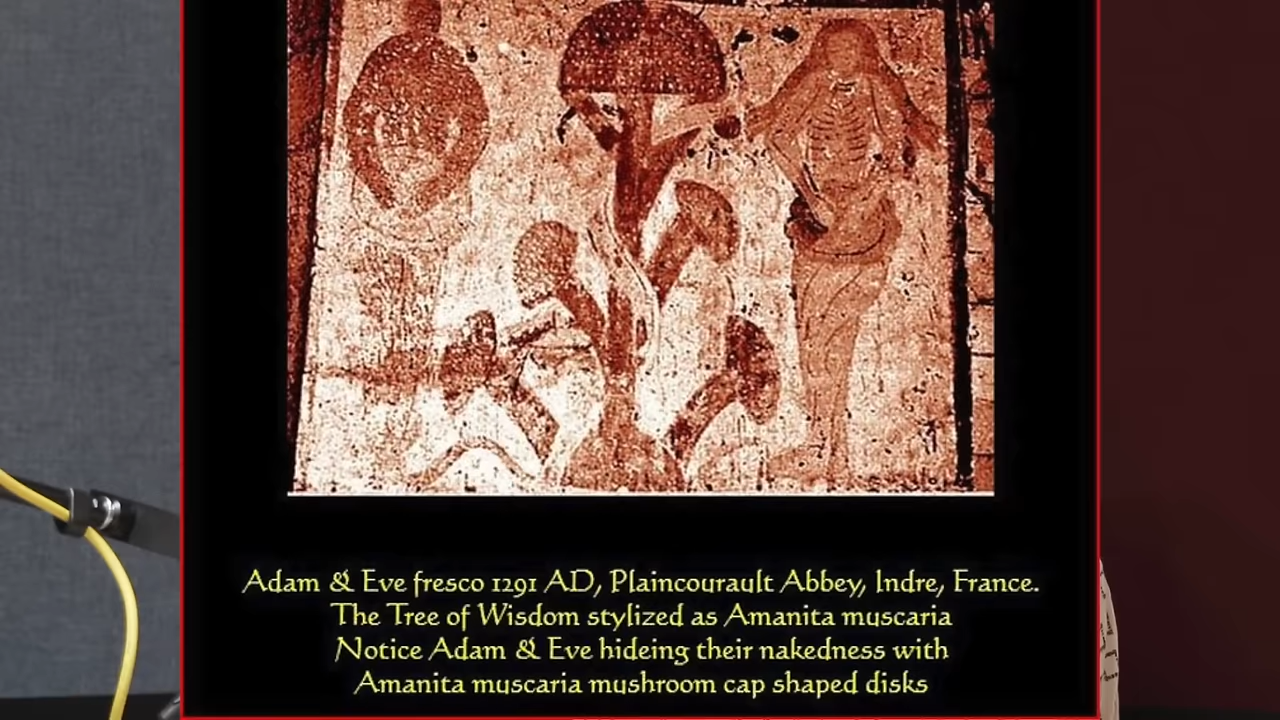 Adam & Eve fresco 1291 AD, Plaincourault Abbey, Indre, France.
The Tree of Wisdom stylized as Amanita muscaria
Notice Adam & Eve hideing their nakedness with
Amanita muscaria mushroom cap shaped disks